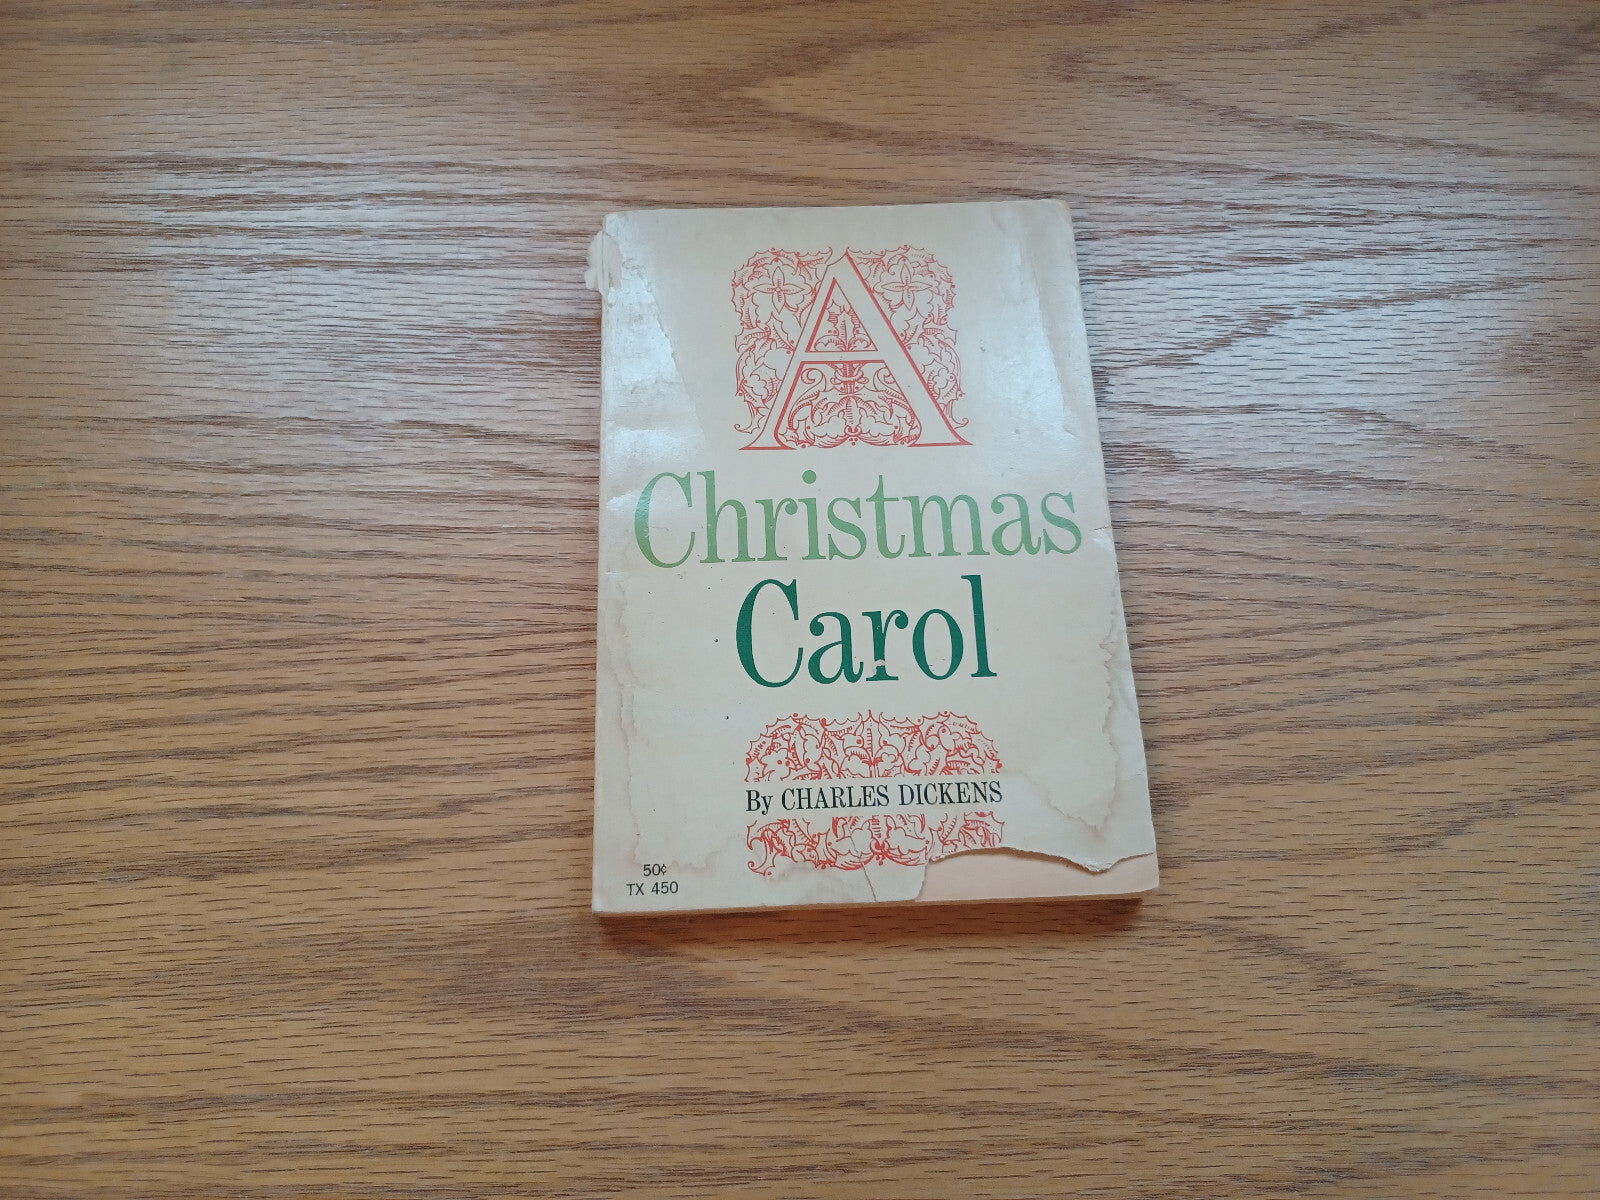 A
Christmas
Carol
By CHARLES DICKENS
50¢
TX 450